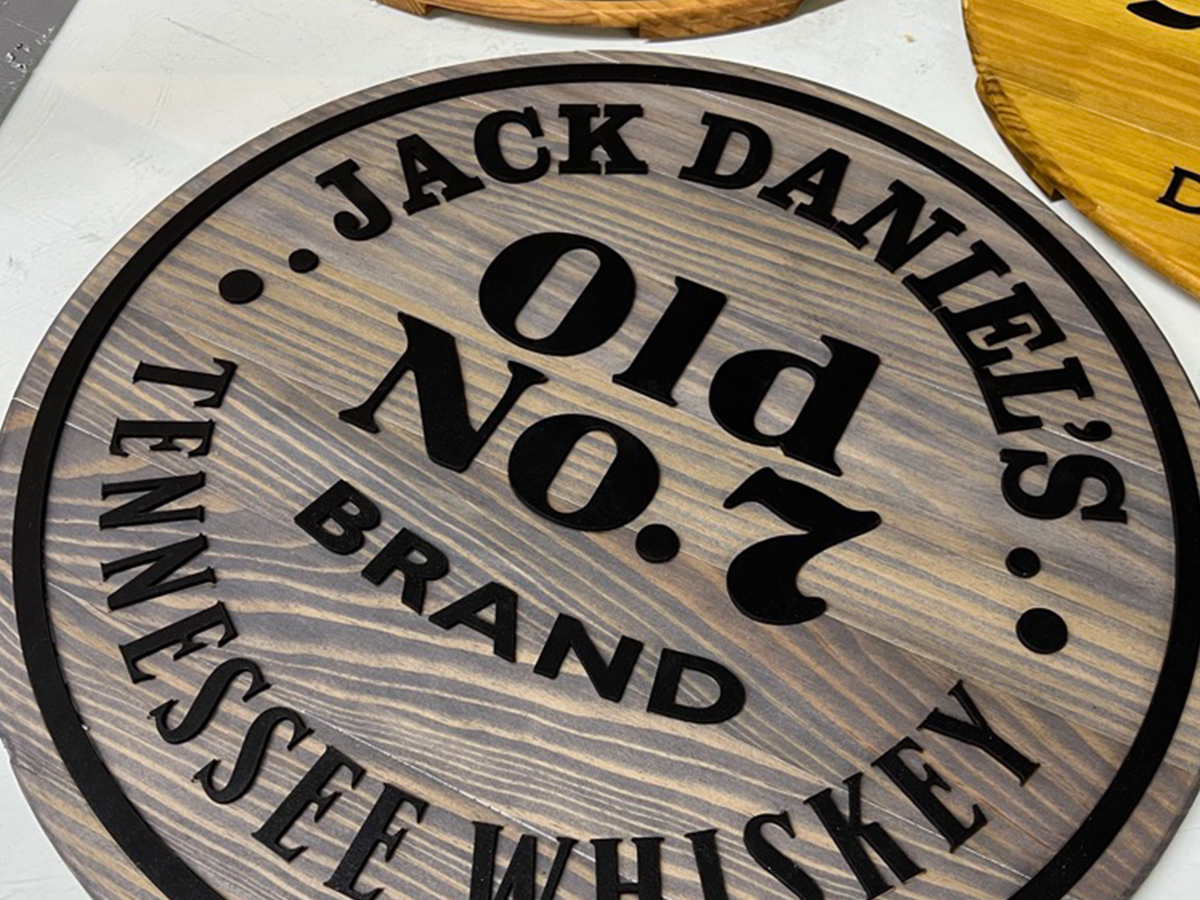 JACK DANIEL'S
Old
No.7
BRAND
TENNESSEE WHISKEY